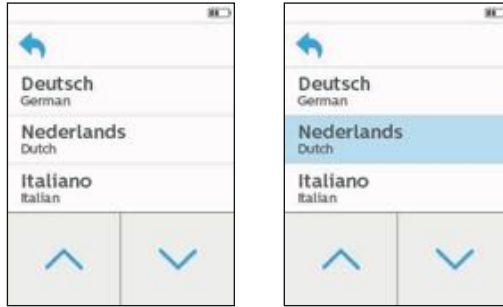 Deutsch
German
Nederlands
Dutch
Italiano
Italian
Deutsch
German
Nederlands
Dutch
Italiano
Italian